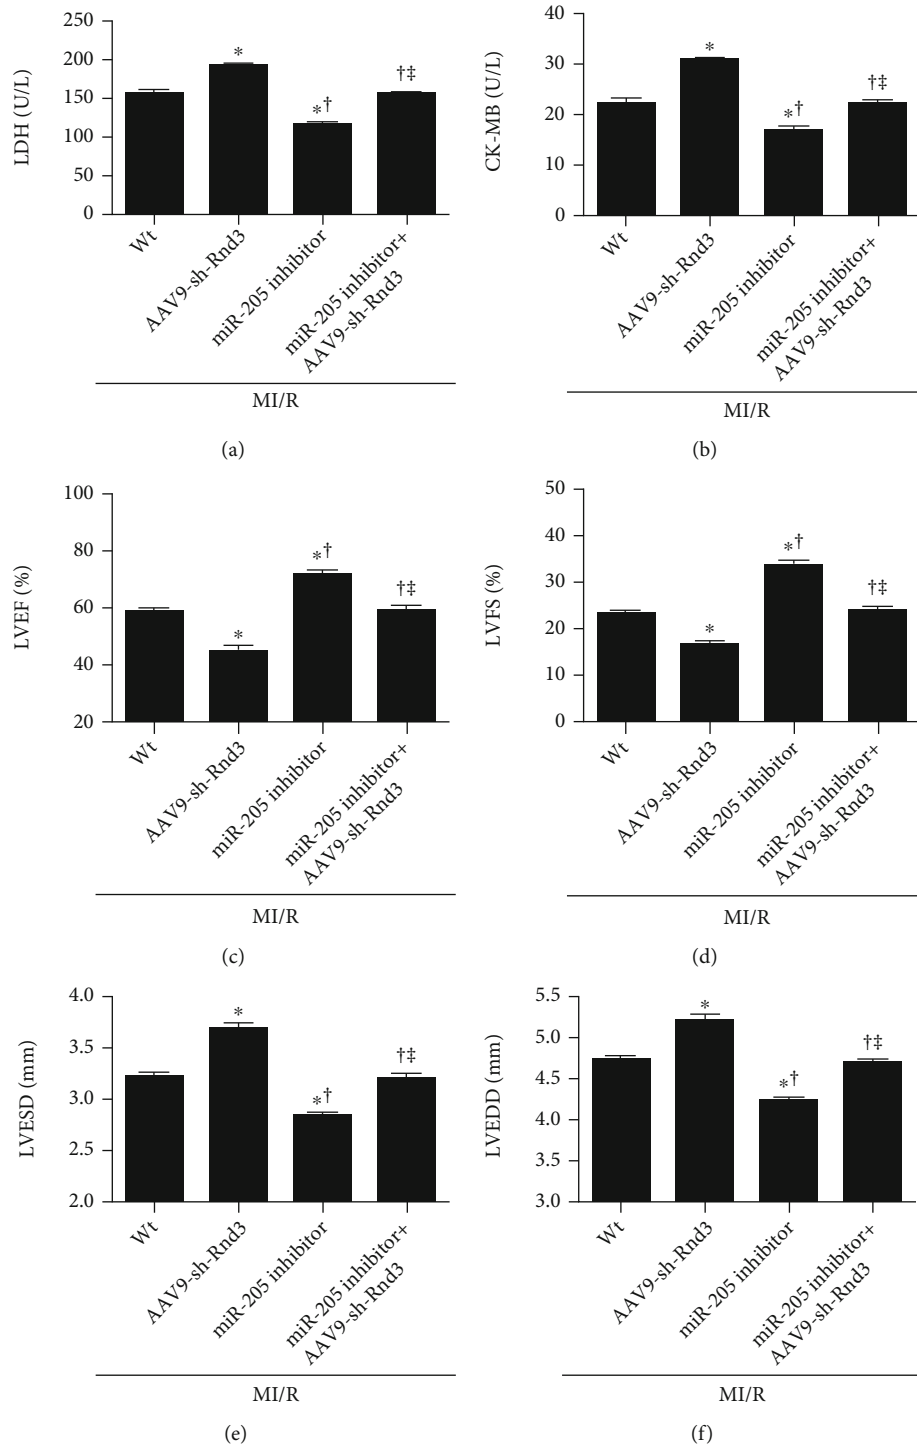 LDH (U/L)
250
200
150
100
50
0
*
*†
†‡
Wt
AAV9-sh-Rnd3
miR-205 inhibitor
miR-205 inhibitor+
AAV9-sh-Rnd3
MI/R
(a)
CK-MB (U/L)
40
30
20
10
0
*
*†
†‡
Wt
AAV9-sh-Rnd3
miR-205 inhibitor
miR-205 inhibitor+
AAV9-sh-Rnd3
MI/R
(b)
LVEF (%)
100
80
60
40
20
*
*†
†‡
Wt
AAV9-sh-Rnd3
miR-205 inhibitor
miR-205 inhibitor+
AAV9-sh-Rnd3
MI/R
(c)
LVFS (%)
50
40
30
20
10
0
*
*†
†‡
Wt
AAV9-sh-Rnd3
miR-205 inhibitor
miR-205 inhibitor+
AAV9-sh-Rnd3
MI/R
(d)
LVESD (mm)
4.0
3.5
3.0
2.5
2.0
*
*†
†‡
Wt
AAV9-sh-Rnd3
miR-205 inhibitor
miR-205 inhibitor+
AAV9-sh-Rnd3
MI/R
(e)
LVEDD (mm)
5.5
5.0
4.5
4.0
3.5
3.0
*
*†
†‡
Wt
AAV9-sh-Rnd3
miR-205 inhibitor
miR-205 inhibitor+
AAV9-sh-Rnd3
MI/R
(f)